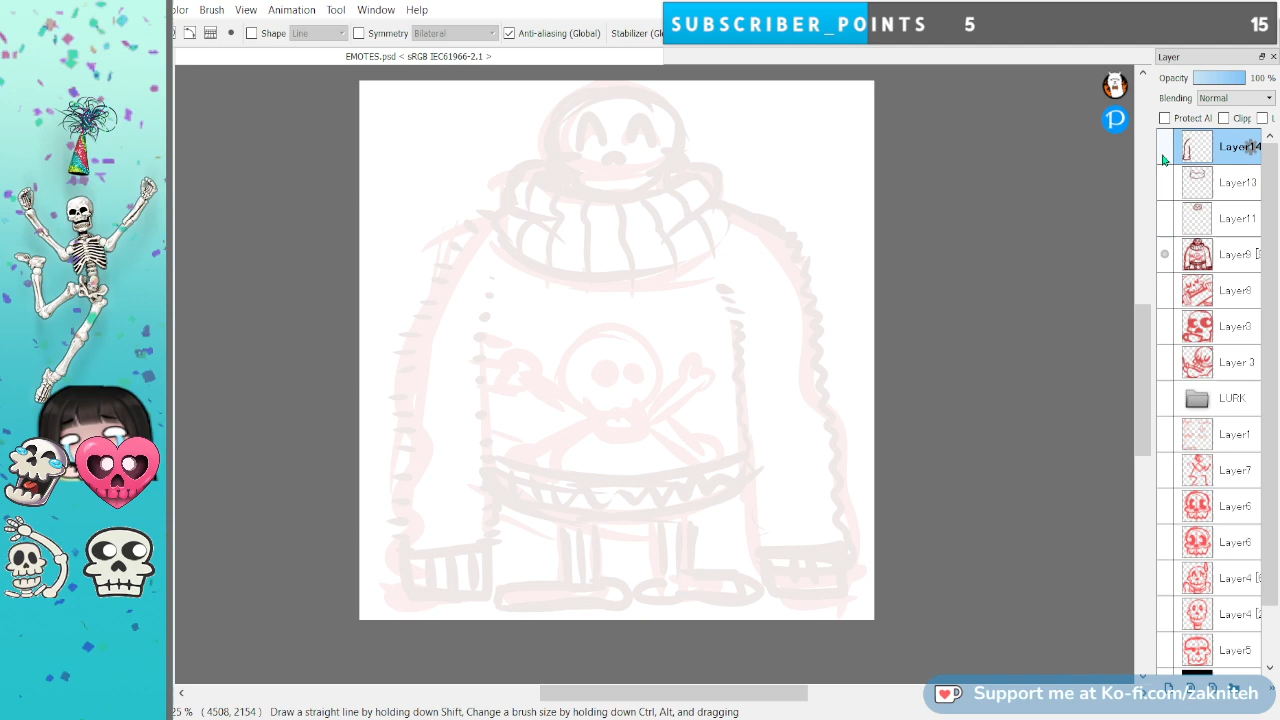 olor Brush View Animation Tool Window Help
SUBSCRIBER_POINTS 5 15
Shape Line Symmetry Bilateral Anti-aliasing (Global) Stabilizer (Gl
EMOTES.psd < sRGB IEC61966-2.1 >
Layer
Opacity 100 %
Blending Normal
Protect Al Clipp L
Layer14
Layer13
Layer11
Layer9 [
Layer8
Layer3
Layer 3
LURK
Layer1
Layer7
Layer6
Layer6
Layer4 [
Layer4 [
Layer5
Support me at Ko-fi.com/zakniteh
25 % ( 4508, 2154 ) Draw a straight line by holding down Shift, Change a brush size by holding down Ctrl, Alt, and dragging